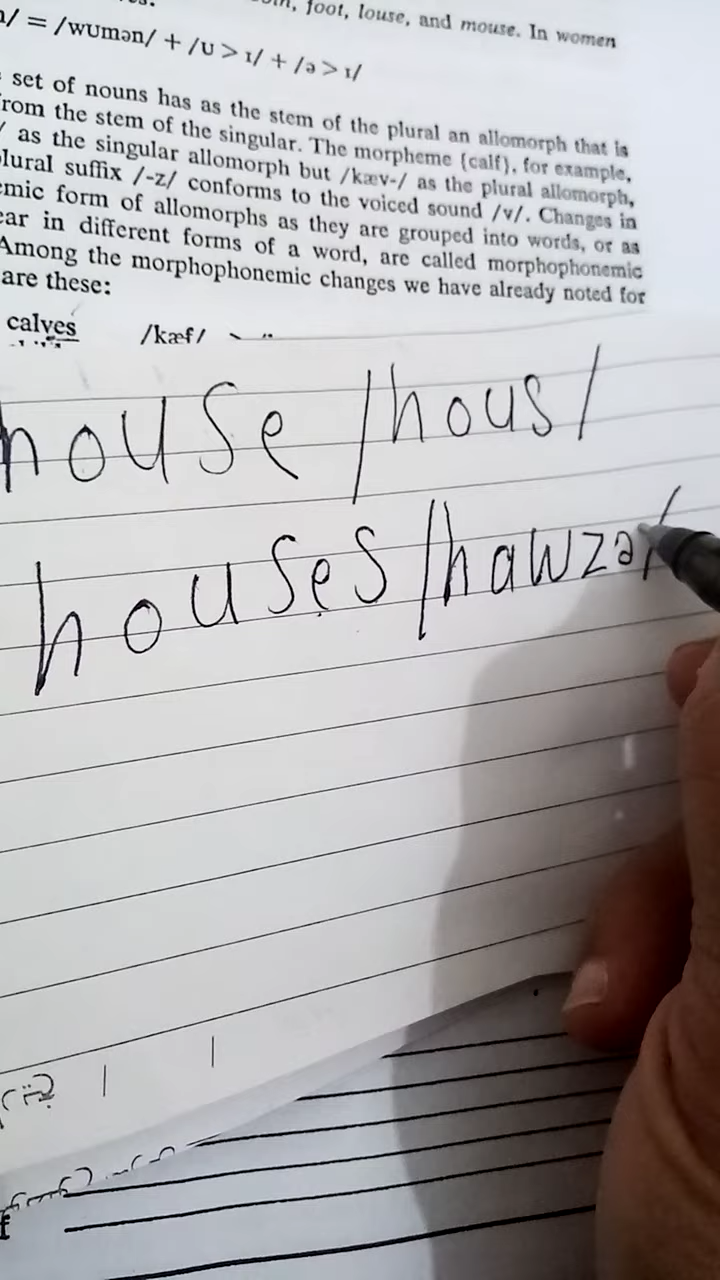 foot, louse, and mouse. In women
/ = /wʊmən/ + /ʊ > ɪ/ + /ə > ɪ/
set of nouns has as the stem of the plural an allomorph that is
from the stem of the singular. The morpheme {calf}, for example,
/ as the singular allomorph but /kæv-/ as the plural allomorph,
plural suffix /-z/ conforms to the voiced sound /v/. Changes in
emic form of allomorphs as they are grouped into words, or as
ear in different forms of a word, are called morphophonemic
Among the morphophonemic changes we have already noted for
are these:
calves /kæf/
house /hous/
houses /hawzə/
f